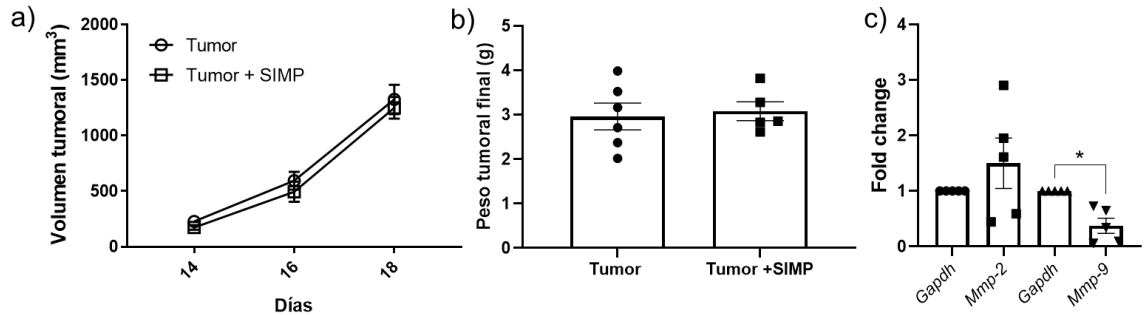 a)
Volumen tumoral (mm³)
2000
1500
1000
500
0
Tumor
Tumor + SIMP
14
16
18
Días
b)
Peso tumoral final (g)
5
4
3
2
1
0
Tumor
Tumor +SIMP
c)
Fold change
4
3
2
1
0
*
Gapdh
Mmp-2
Gapdh
Mmp-9